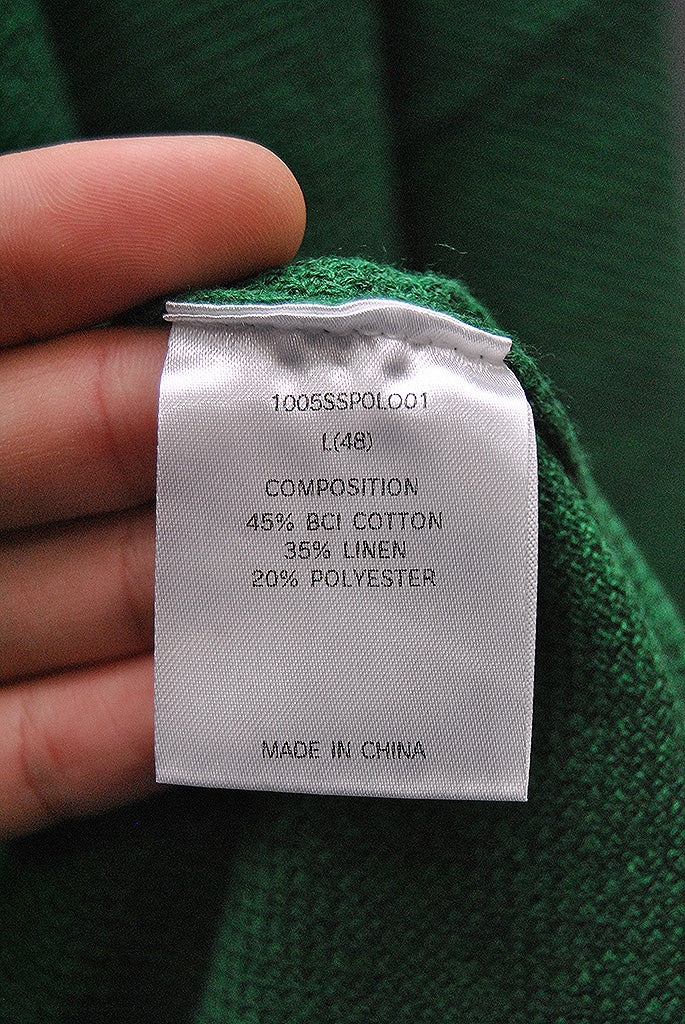 1005SSPOLO01
L(48)
COMPOSITION
45% BCI COTTON
35% LINEN
20% POLYESTER
MADE IN CHINA